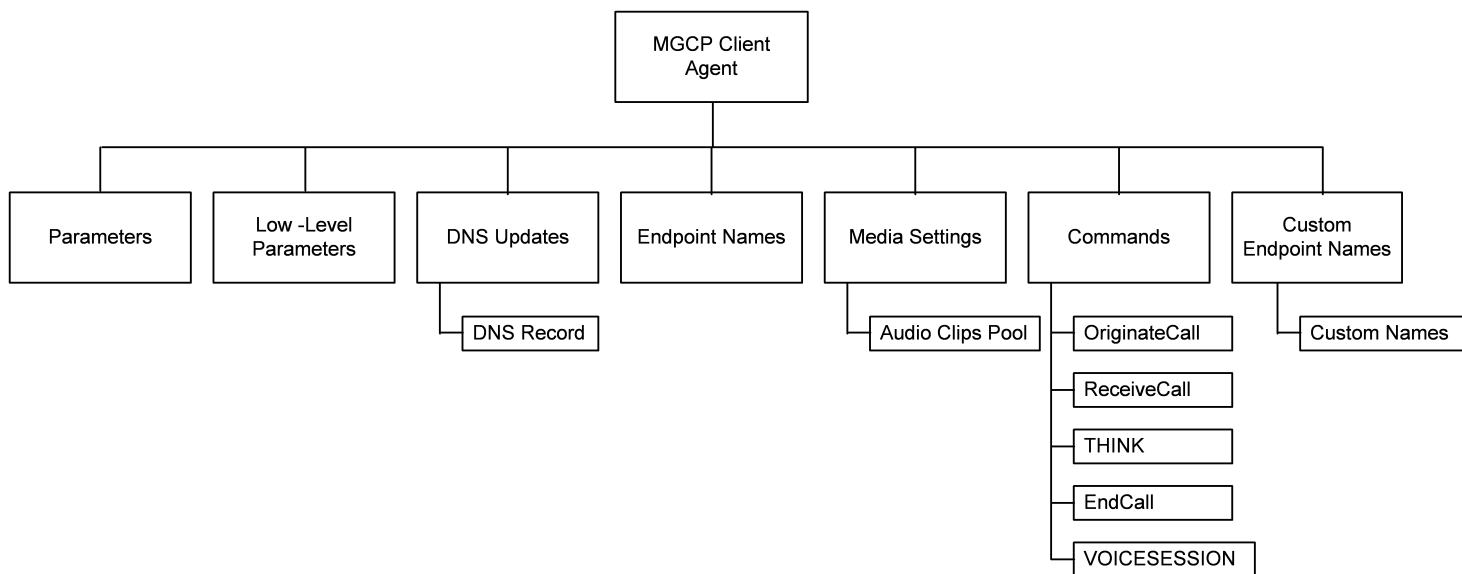 MGCP Client
Agent
Parameters
Low -Level
Parameters
DNS Updates
Endpoint Names
Media Settings
Commands
Custom
Endpoint Names
DNS Record
Audio Clips Pool
OriginateCall
Custom Names
ReceiveCall
THINK
EndCall
VOICESESSION